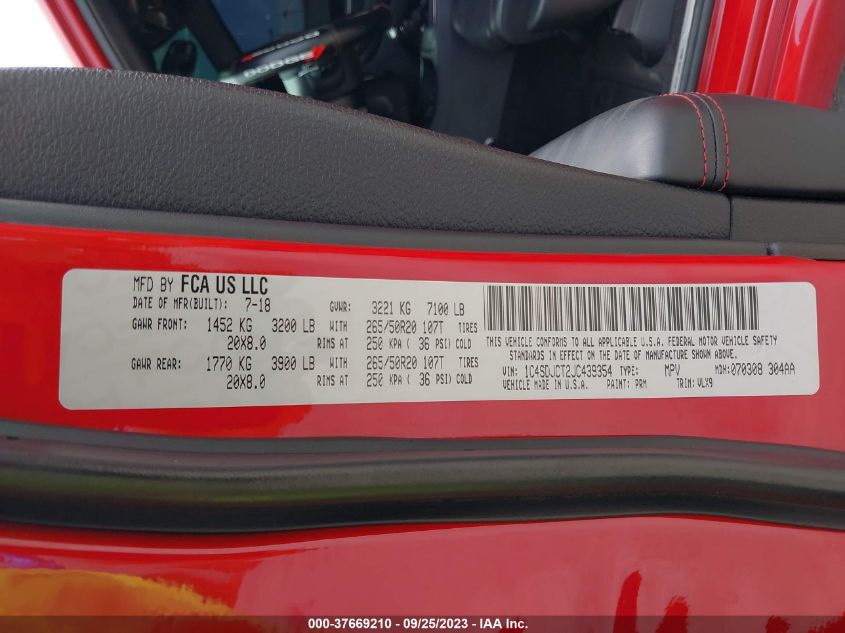 DODGE
MFD BY FCA US LLC
DATE OF MFR(BUILT): 7-18 GVWR: 3221 KG 7100 LB
GAWR FRONT: 1452 KG 3200 LB WITH 265/50R20 107T TIRES
20X8.0 RIMS AT 250 KPA ( 36 PSI) COLD
GAWR REAR: 1770 KG 3900 LB WITH 265/50R20 107T TIRES
20X8.0 RIMS AT 250 KPA ( 36 PSI) COLD
THIS VEHICLE CONFORMS TO ALL APPLICABLE U.S.A. FEDERAL MOTOR VEHICLE SAFETY
STANDARDS IN EFFECT ON THE DATE OF MANUFACTURE SHOWN ABOVE.
VIN: 1C4SDJCT2JC439354 TYPE: MPV MDH: 070308 304AA
VEHICLE MADE IN U.S.A. PAINT: PRM TRIM: VLX9
000-37669210 - 09/25/2023 - IAA Inc.